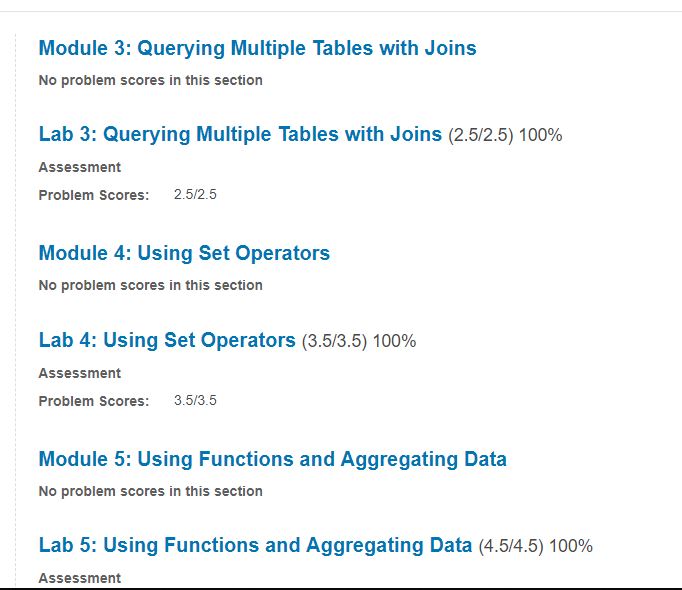 Module 3: Querying Multiple Tables with Joins
No problem scores in this section
Lab 3: Querying Multiple Tables with Joins (2.5/2.5) 100%
Assessment
Problem Scores: 2.5/2.5
Module 4: Using Set Operators
No problem scores in this section
Lab 4: Using Set Operators (3.5/3.5) 100%
Assessment
Problem Scores: 3.5/3.5
Module 5: Using Functions and Aggregating Data
No problem scores in this section
Lab 5: Using Functions and Aggregating Data (4.5/4.5) 100%
Assessment